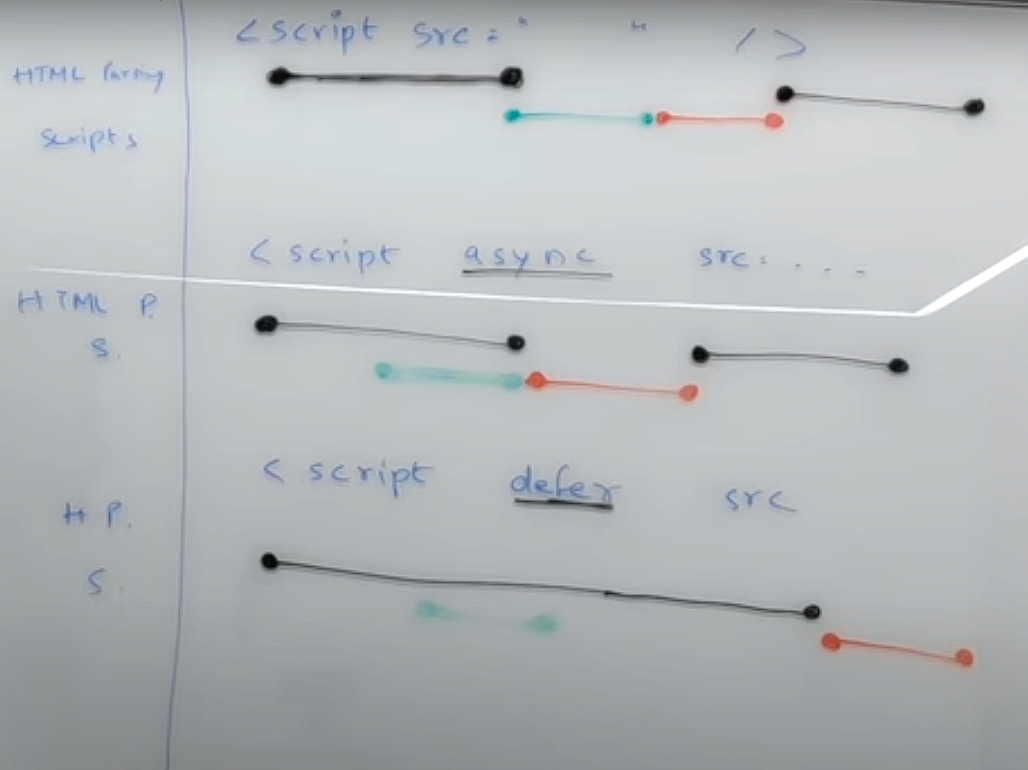 <script src="    " />
HTML Parsing
Scripts
<script async src: ...
HTML P.
S.
<script defer src
H P.
S.